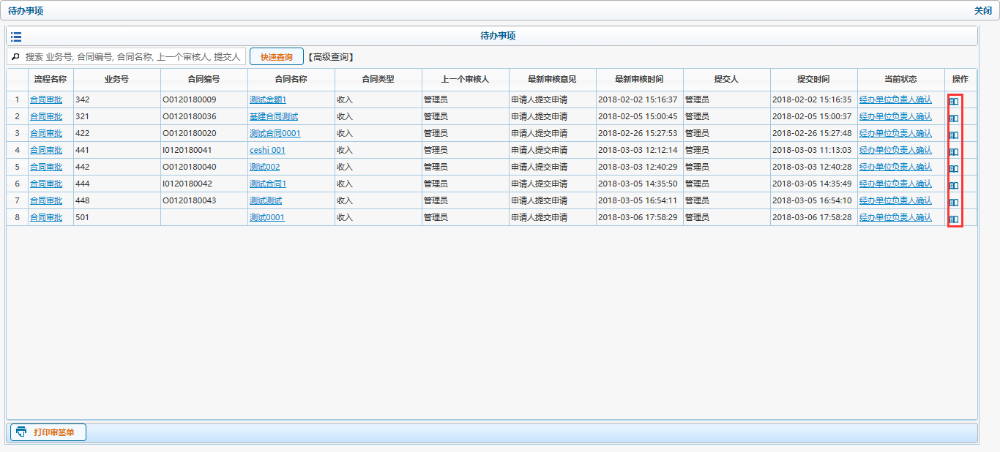 待办事项 关闭
待办事项
搜索 业务号, 合同编号, 合同名称, 上一个审核人, 提交人 快速查询 【高级查询】
流程名称 业务号 合同编号 合同名称 合同类型 上一个审核人 最新审核意见 最新审核时间 提交人 提交时间 当前状态 操作
1 合同审批 342 O0120180009 测试金额1 收入 管理员 申请人提交申请 2018-02-02 15:16:37 管理员 2018-02-02 15:16:35 经办单位负责人确认
2 合同审批 321 O0120180036 基建合同测试 收入 管理员 申请人提交申请 2018-02-05 15:00:45 管理员 2018-02-05 15:00:37 经办单位负责人确认
3 合同审批 422 O0120180020 测试合同0001 收入 管理员 申请人提交申请 2018-02-26 15:27:53 管理员 2018-02-26 15:27:48 经办单位负责人确认
4 合同审批 441 I0120180041 ceshi 001 收入 管理员 申请人提交申请 2018-03-03 12:12:14 管理员 2018-03-03 11:13:03 经办单位负责人确认
5 合同审批 442 O0120180040 测试002 收入 管理员 申请人提交申请 2018-03-03 12:40:29 管理员 2018-03-03 12:40:28 经办单位负责人确认
6 合同审批 444 I0120180042 测试合同1 收入 管理员 申请人提交申请 2018-03-05 14:35:50 管理员 2018-03-05 14:35:49 经办单位负责人确认
7 合同审批 448 O0120180043 测试测试 收入 管理员 申请人提交申请 2018-03-05 16:54:11 管理员 2018-03-05 16:54:10 经办单位负责人确认
8 合同审批 501 测试0001 收入 管理员 申请人提交申请 2018-03-06 17:58:29 管理员 2018-03-06 17:58:28 经办单位负责人确认
打印审签单